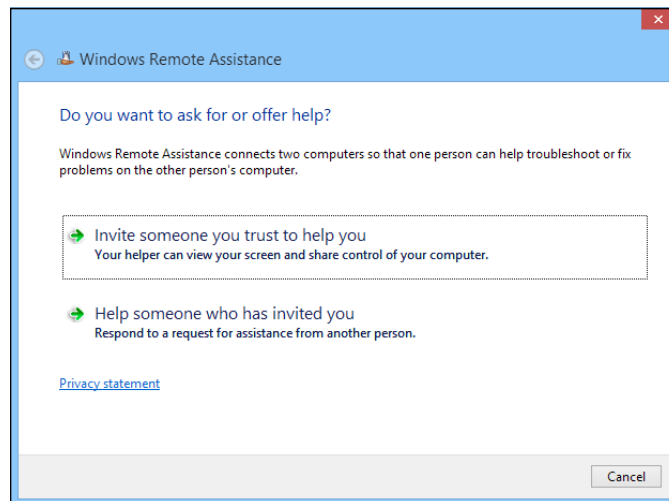 Windows Remote Assistance
Do you want to ask for or offer help?
Windows Remote Assistance connects two computers so that one person can help troubleshoot or fix
problems on the other person's computer.
Invite someone you trust to help you
Your helper can view your screen and share control of your computer.
Help someone who has invited you
Respond to a request for assistance from another person.
Privacy statement
Cancel